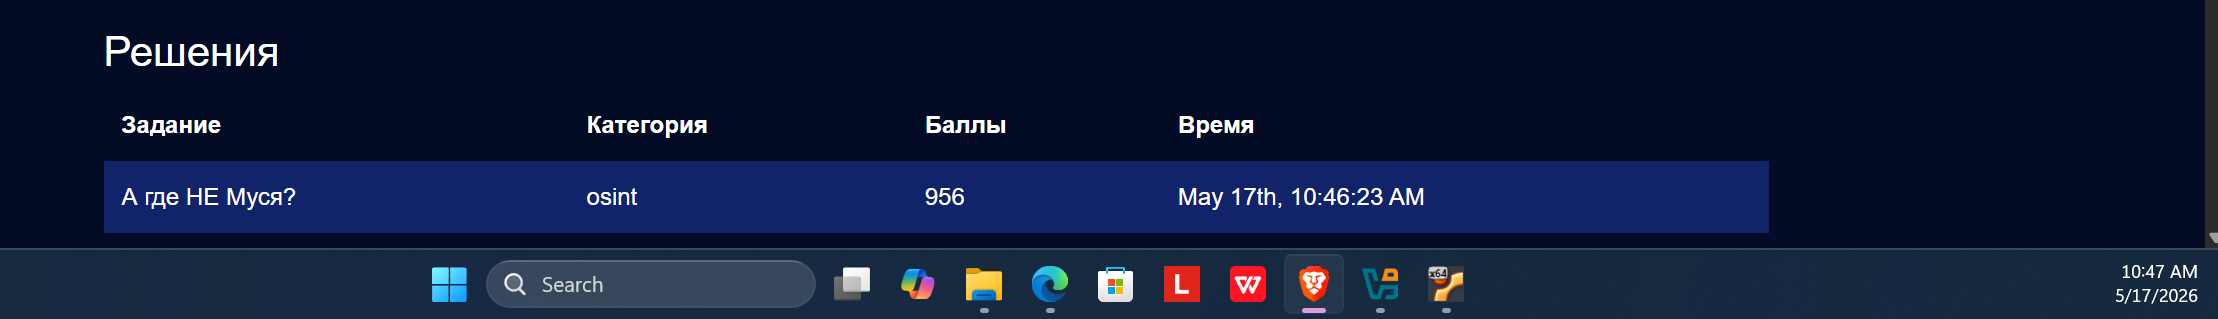 Решения
Задание Категория Баллы Время
А где НЕ Муся? osint 956 May 17th, 10:46:23 AM
Search
L
x64
10:47 AM
5/17/2026